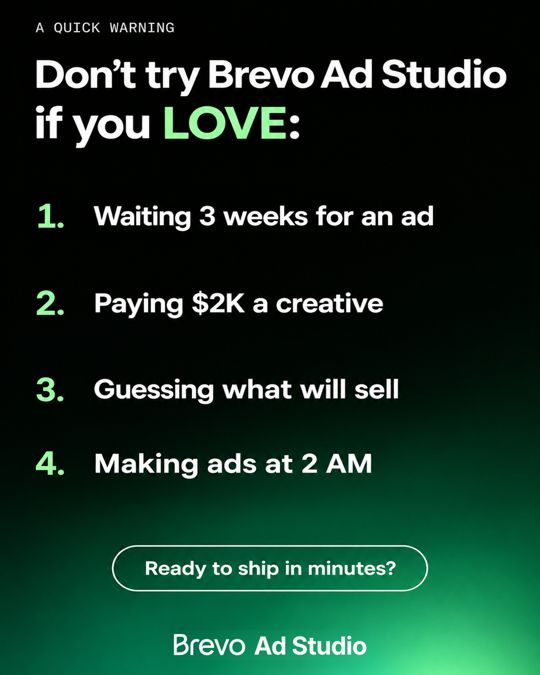 A QUICK WARNING
Don’t try Brevo Ad Studio
if you LOVE:
1. Waiting 3 weeks for an ad
2. Paying $2K a creative
3. Guessing what will sell
4. Making ads at 2 AM
Ready to ship in minutes?
Brevo Ad Studio